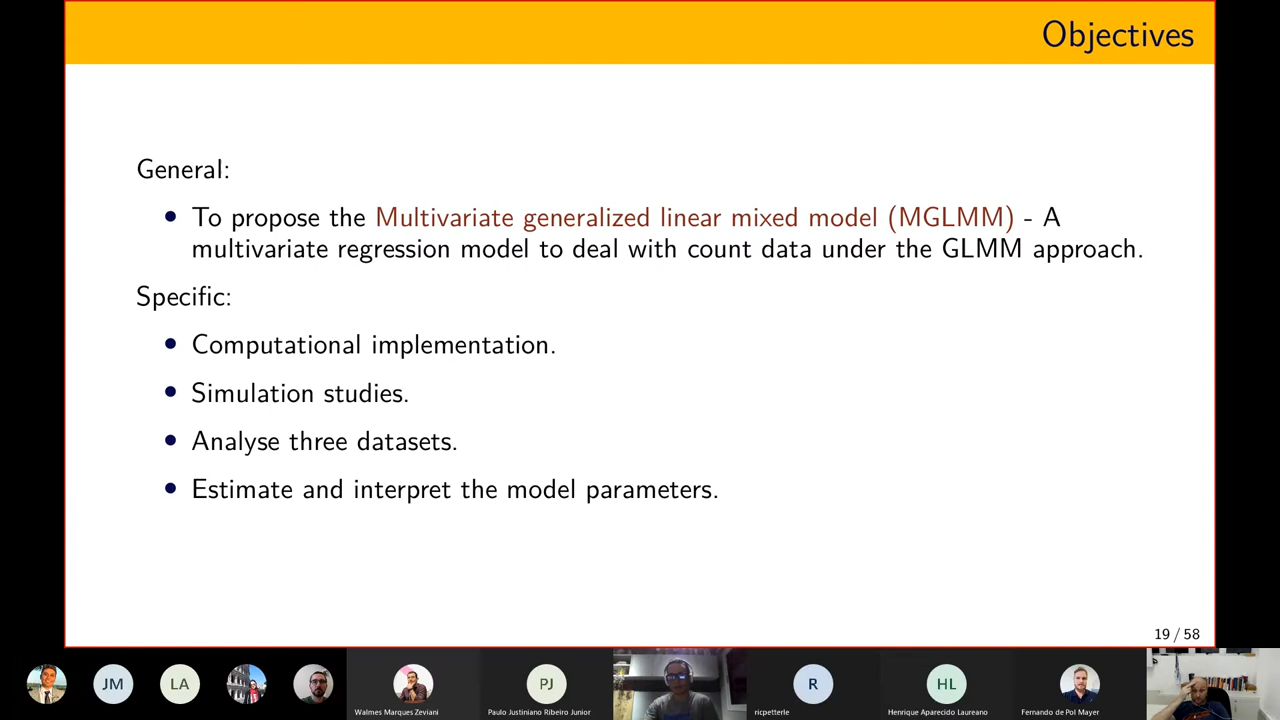 Objectives
General:
• To propose the Multivariate generalized linear mixed model (MGLMM) - A
multivariate regression model to deal with count data under the GLMM approach.
Specific:
• Computational implementation.
• Simulation studies.
• Analyse three datasets.
• Estimate and interpret the model parameters.
19 / 58
JM
LA
PJ
R
HL
Walmes Marques Zeviani
Paulo Justiniano Ribeiro Junior
ricpetterle
Henrique Aparecido Laureano
Fernando de Pol Mayer